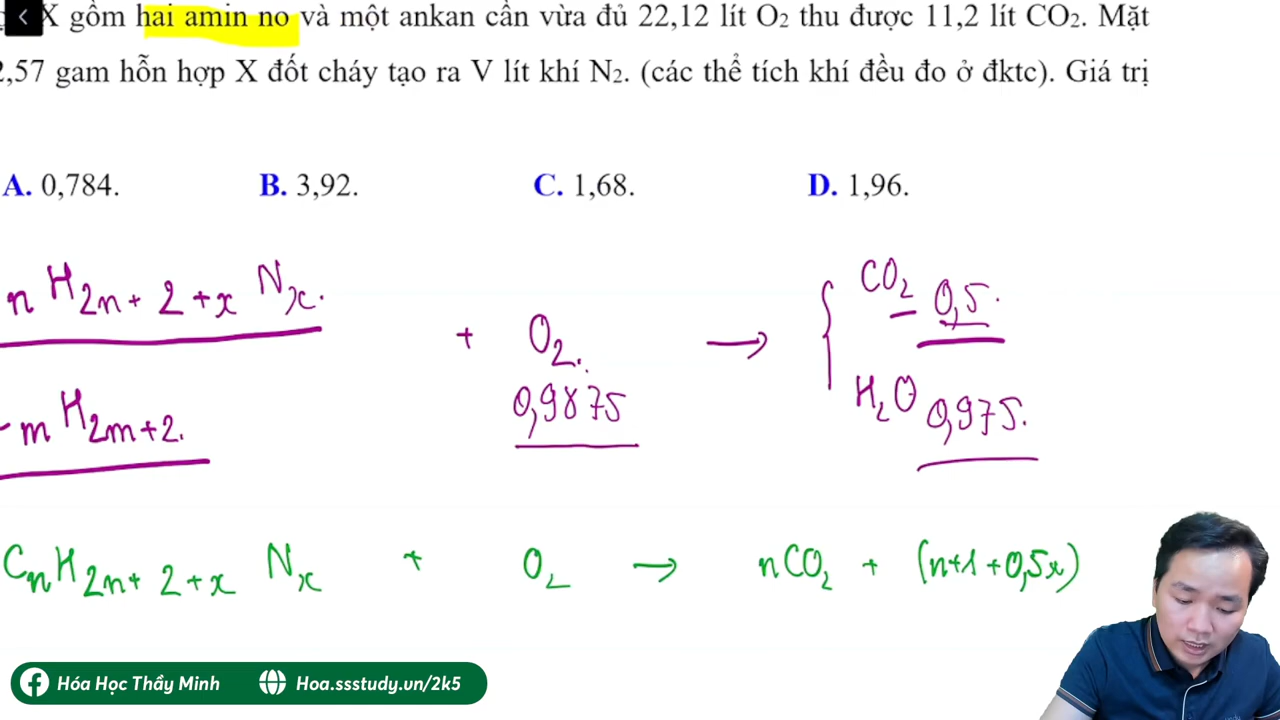 X gồm hai amin no và một ankan cần vừa đủ 22,12 lít O₂ thu được 11,2 lít CO₂. Mặt
2,57 gam hỗn hợp X đốt cháy tạo ra V lít khí N₂. (các thể tích khí đều đo ở đktc). Giá trị
A. 0,784. B. 3,92. C. 1,68. D. 1,96.
n H2n+2+x Nx. + O2. → { CO2 0,5.
0,9875
H2O 0,975.
m H2m+2.
CnH2n+2+x Nx + O2 → nCO2 + (n+1+0,5x)
Hóa Học Thầy Minh Hoa.ssstudy.vn/2k5